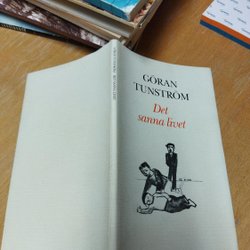 GÖRAN
TUNSTRÖM
Det
sanna livet